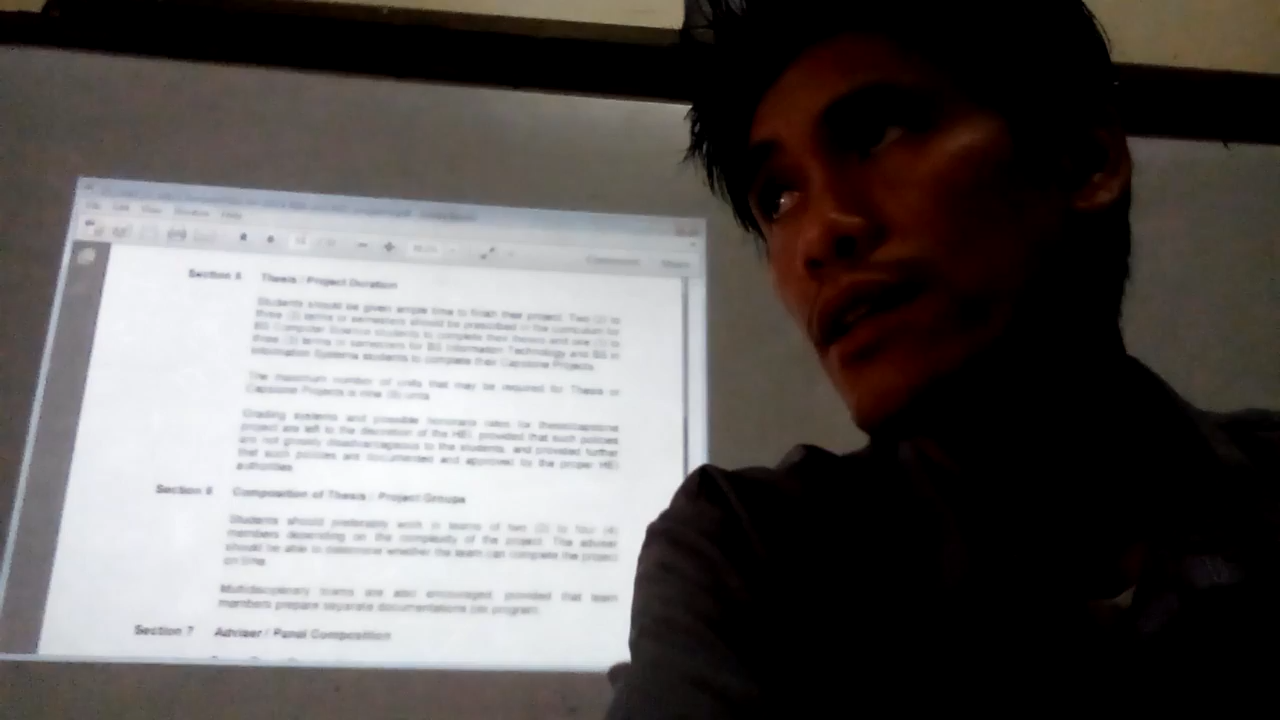 Section 5 Thesis / Project Duration
Students should be given ample time to finish their project. Two (2) to
three (3) terms or semesters should be prescribed in the curriculum for
BS Computer Science students to complete their thesis and one (1) to
three (3) terms or semesters for BS Information Technology and BS in
Information Systems students to complete their Capstone Projects.
The maximum number of units that may be required for Thesis or
Capstone Projects is nine (9) units.
Grading systems and possible honoraria rates for thesis/capstone
project are left to the discretion of the HEI, provided that such policies
are not grossly disadvantageous to the students, and provided further
that such policies are documented and approved by the proper HEI
authorities.
Section 6 Composition of Thesis / Project Groups
Students should preferably work in teams of two (2) to four (4)
members depending on the complexity of the project. The adviser
should be able to determine whether the team can complete the project
on time.
Multidisciplinary teams are also encouraged, provided that team
members prepare separate documentations per program.
Section 7 Adviser / Panel Composition